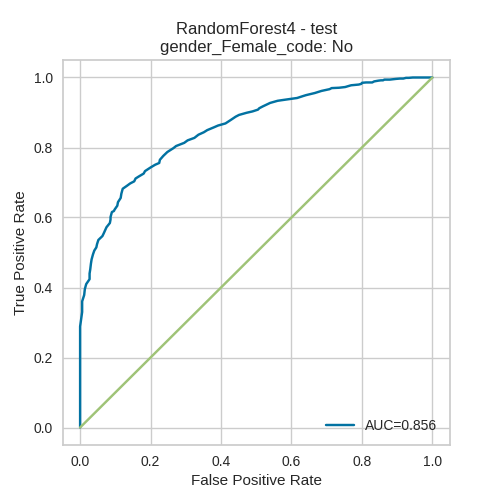 RandomForest4 - test
gender_Female_code: No
True Positive Rate
1.0
0.8
0.6
0.4
0.2
0.0
AUC=0.856
0.0 0.2 0.4 0.6 0.8 1.0
False Positive Rate